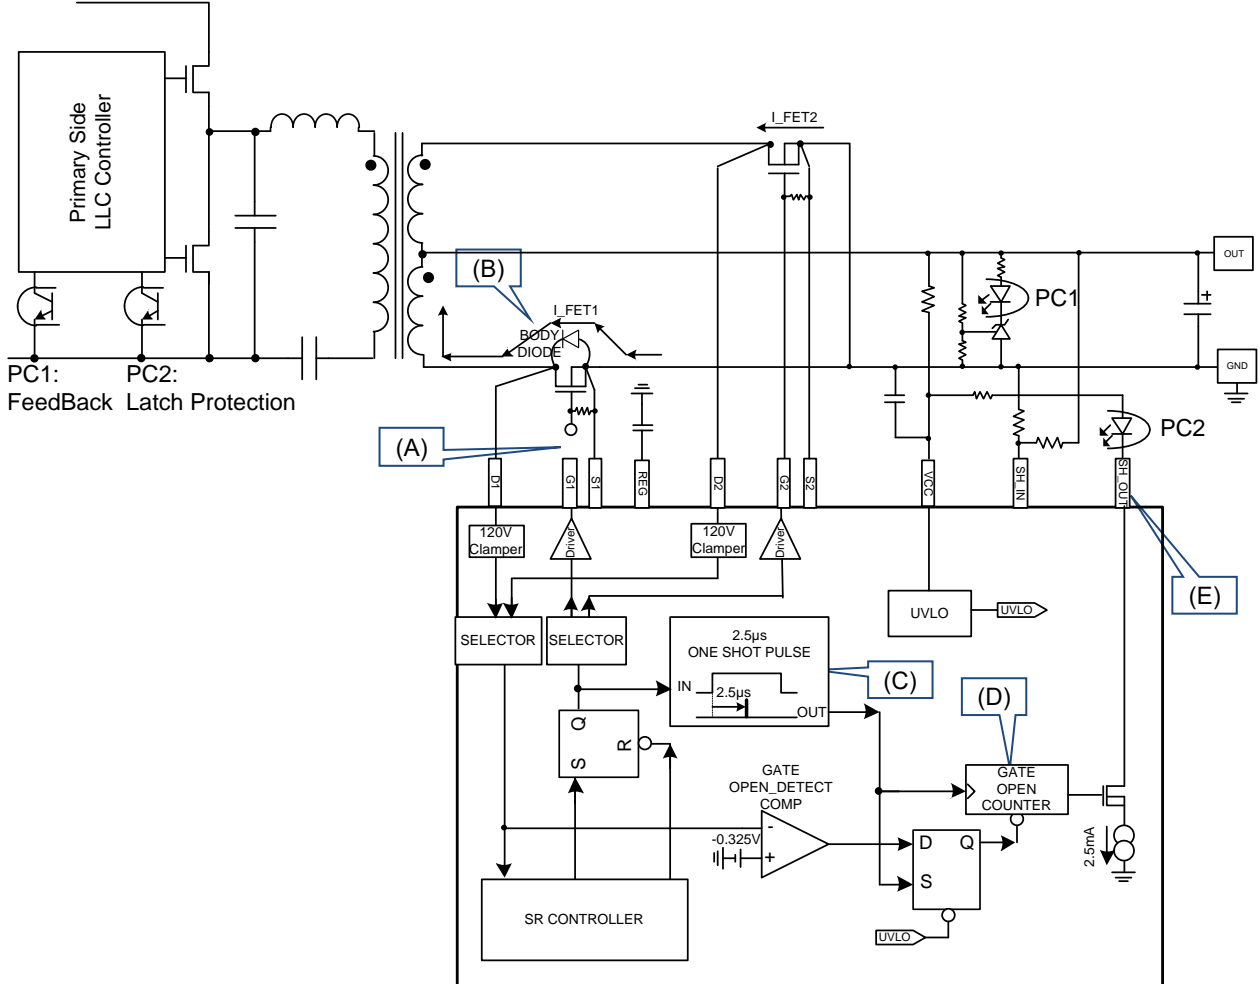 Primary Side
LLC Controller
I_FET2
OUT
(B)
I_FET1
BODY
DIODE
PC1
+
GND
PC1:
FeedBack
PC2:
Latch Protection
(A)
PC2
D1
G1
S1
REG
D2
G2
S2
VCC
SH_IN
SH_OUT
120V
Clamper
Driver
120V
Clamper
Driver
(E)
UVLO
UVLO
SELECTOR
SELECTOR
2.5µs
ONE SHOT PULSE
IN
2.5µs
OUT
(C)
(D)
Q
S
R
GATE
OPEN_DETECT
COMP
GATE
OPEN
COUNTER
-0.325V
-
+
D
Q
S
2.5mA
SR CONTROLLER
UVLO